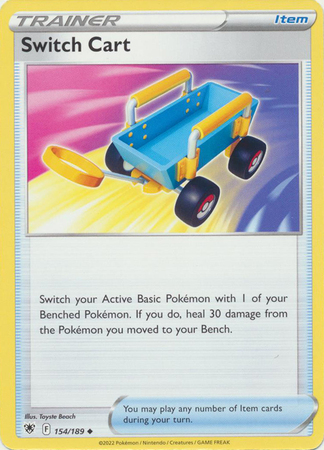 TRAINER
Item
Switch Cart
Switch your Active Basic Pokémon with 1 of your
Benched Pokémon. If you do, heal 30 damage from
the Pokémon you moved to your Bench.
Illus. Toyste Beach
F 154/189
You may play any number of Item cards
during your turn.
©2022 Pokémon / Nintendo / Creatures / GAME FREAK